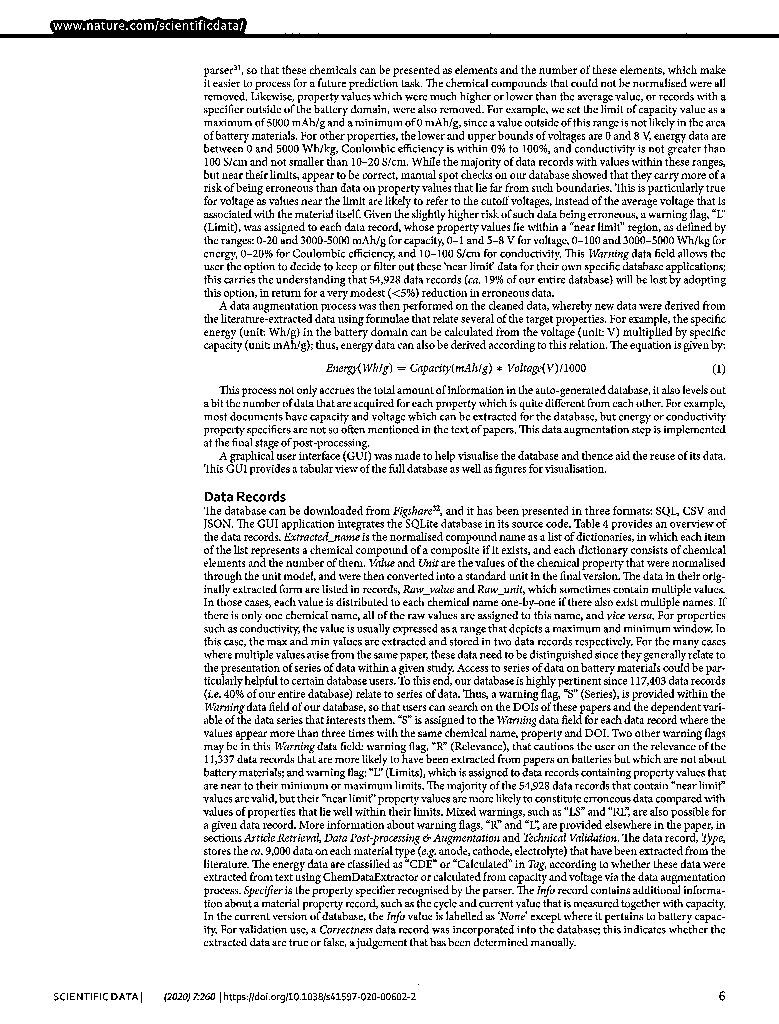 www.nature.com/scientificdata/
parser³¹, so that these chemicals can be presented as elements and the number of these elements, which make
it easier to process for a future prediction task. The chemical compounds that could not be normalised were all
removed. Likewise, property values which were much higher or lower than the average value, or records with a
specifier outside of the battery domain, were also removed. For example, we set the limit of capacity value as a
maximum of 5000 mAh/g and a minimum of 0 mAh/g, since a value outside of this range is not likely in the area
of battery materials. For other properties, the lower and upper bounds of voltages are 0 and 8 V, energy data are
between 0 and 5000 Wh/kg, Coulombic efficiency is within 0% to 100%, and conductivity is not greater than
100 S/cm and not smaller than 10–20 S/cm. While the majority of data records with values within these ranges,
but near their limits, appear to be correct, manual spot checks on our database showed that they carry more of a
risk of being erroneous than data on property values that lie far from such boundaries. This is particularly true
for voltage as values near the limit are likely to refer to the cutoff voltages, instead of the average voltage that is
associated with the material itself. Given the slightly higher risk of such data being erroneous, a warning flag, "L"
(Limit), was assigned to each data record, whose property values lie within a "near limit" region, as defined by
the ranges: 0-20 and 3000-5000 mAh/g for capacity, 0–1 and 5–8 V for voltage, 0–100 and 3000–5000 Wh/kg for
energy, 0–20% for Coulombic efficiency, and 10–100 S/cm for conductivity. This Warning data field allows the
user the option to decide to keep or filter out these 'near limit' data for their own specific database applications;
this carries the understanding that 54,928 data records (ca. 19% of our entire database) will be lost by adopting
this option, in return for a very modest (<5%) reduction in erroneous data.
A data augmentation process was then performed on the cleaned data, whereby new data were derived from
the literature-extracted data using formulae that relate several of the target properties. For example, the specific
energy (unit: Wh/g) in the battery domain can be calculated from the voltage (unit: V) multiplied by specific
capacity (unit: mAh/g); thus, energy data can also be derived according to this relation. The equation is given by:
Energy(Wh/g) = Capacity(mAh/g) * Voltage(V)/1000 (1)
This process not only accrues the total amount of information in the auto-generated database, it also levels out
a bit the number of data that are acquired for each property which is quite different from each other. For example,
most documents have capacity and voltage which can be extracted for the database, but energy or conductivity
property specifiers are not so often mentioned in the text of papers. This data augmentation step is implemented
at the final stage of post-processing.
A graphical user interface (GUI) was made to help visualise the database and thence aid the reuse of its data.
This GUI provides a tabular view of the full database as well as figures for visualisation.
Data Records
The database can be downloaded from Figshare³², and it has been presented in three formats: SQL, CSV and
JSON. The GUI application integrates the SQLite database in its source code. Table 4 provides an overview of
the data records. Extracted_name is the normalised compound name as a list of dictionaries, in which each item
of the list represents a chemical compound of a composite if it exists, and each dictionary consists of chemical
elements and the number of them. Value and Unit are the values of the chemical property that were normalised
through the unit model, and were then converted into a standard unit in the final version. The data in their orig-
inally extracted form are listed in records, Raw_value and Raw_unit, which sometimes contain multiple values.
In those cases, each value is distributed to each chemical name one-by-one if there also exist multiple names. If
there is only one chemical name, all of the raw values are assigned to this name, and vice versa. For properties
such as conductivity, the value is usually expressed as a range that depicts a maximum and minimum window. In
this case, the max and min values are extracted and stored in two data records respectively. For the many cases
where multiple values arise from the same paper, these data need to be distinguished since they generally relate to
the presentation of series of data within a given study. Access to series of data on battery materials could be par-
ticularly helpful to certain database users. To this end, our database is highly pertinent since 117,403 data records
(i.e. 40% of our entire database) relate to series of data. Thus, a warning flag, "S" (Series), is provided within the
Warning data field of our database, so that users can search on the DOIs of these papers and the dependent vari-
able of the data series that interests them. "S" is assigned to the Warning data field for each data record where the
values appear more than three times with the same chemical name, property and DOI. Two other warning flags
may be in this Warning data field: warning flag, "R" (Relevance), that cautions the user on the relevance of the
11,337 data records that are more likely to have been extracted from papers on batteries but which are not about
battery materials; and warning flag: "L" (Limits), which is assigned to data records containing property values that
are near to their minimum or maximum limits. The majority of the 54,928 data records that contain "near limit"
values are valid, but their "near limit" property values are more likely to constitute erroneous data compared with
values of properties that lie well within their limits. Mixed warnings, such as "LS" and "RL", are also possible for
a given data record. More information about warning flags, "R" and "L", are provided elsewhere in the paper, in
sections Article Retrieval, Data Post-processing & Augmentation and Technical Validation. The data record, Type,
stores the ca. 9,000 data on each material type (e.g. anode, cathode, electrolyte) that have been extracted from the
literature. The energy data are classified as "CDE" or "Calculated" in Tag, according to whether these data were
extracted from text using ChemDataExtractor or calculated from capacity and voltage via the data augmentation
process. Specifier is the property specifier recognised by the parser. The Info record contains additional informa-
tion about a material property record, such as the cycle and current value that is measured together with capacity.
In the current version of database, the Info value is labelled as 'None' except where it pertains to battery capac-
ity. For validation use, a Correctness data record was incorporated into the database; this indicates whether the
extracted data are true or false, a judgement that has been determined manually.
SCIENTIFIC DATA | (2020) 7:260 | https://doi.org/10.1038/s41597-020-00602-2 6